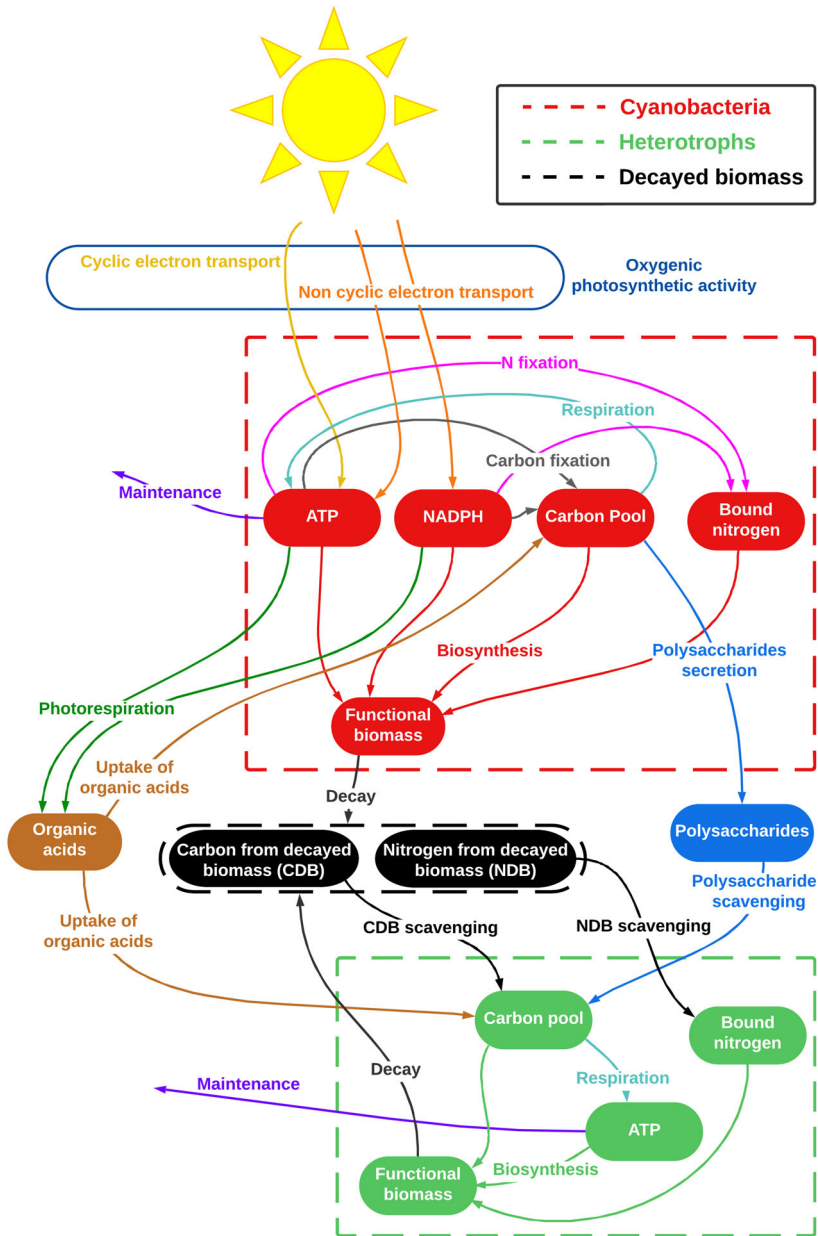 Cyanobacteria
Heterotrophs
Decayed biomass
Cyclic electron transport
Oxygenic
photosynthetic activity
Non cyclic electron transport
N fixation
Respiration
Carbon fixation
Maintenance
ATP
NADPH
Carbon Pool
Bound
nitrogen
Biosynthesis
Polysaccharides
secretion
Photorespiration
Functional
biomass
Uptake of
organic acids
Decay
Organic
acids
Carbon from decayed
biomass (CDB)
Nitrogen from decayed
biomass (NDB)
Polysaccharides
Polysaccharide
scavenging
Uptake of
organic acids
CDB scavenging
NDB scavenging
Carbon pool
Bound
nitrogen
Decay
Respiration
Maintenance
ATP
Biosynthesis
Functional
biomass